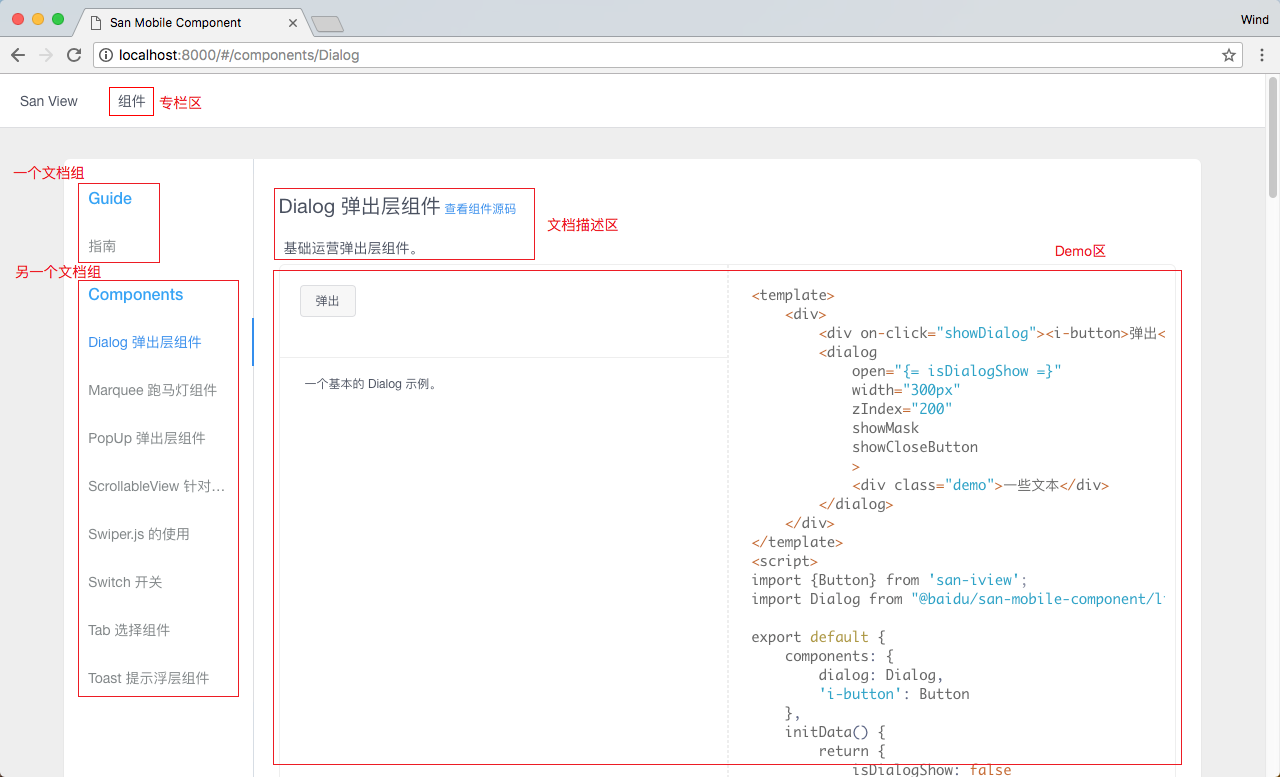 San Mobile Component
Wind
localhost:8000/#/components/Dialog
San View 组件 专栏区
一个文档组
Guide
指南
另一个文档组
Components
Dialog 弹出层组件
Marquee 跑马灯组件
PopUp 弹出层组件
ScrollableView 针对…
Swiper.js 的使用
Switch 开关
Tab 选择组件
Toast 提示浮层组件
Dialog 弹出层组件 查看组件源码
基础运营弹出层组件。
文档描述区
Demo区
弹出
一个基本的 Dialog 示例。
<template>
<div>
<div on-click="showDialog"><i-button>弹出<
<dialog
open="{= isDialogShow =}"
width="300px"
zIndex="200"
showMask
showCloseButton
>
<div class="demo">一些文本</div>
</dialog>
</div>
</template>
<script>
import {Button} from 'san-iview';
import Dialog from "@baidu/san-mobile-component/l
export default {
components: {
dialog: Dialog,
'i-button': Button
},
initData() {
return {
isDialogShow: false